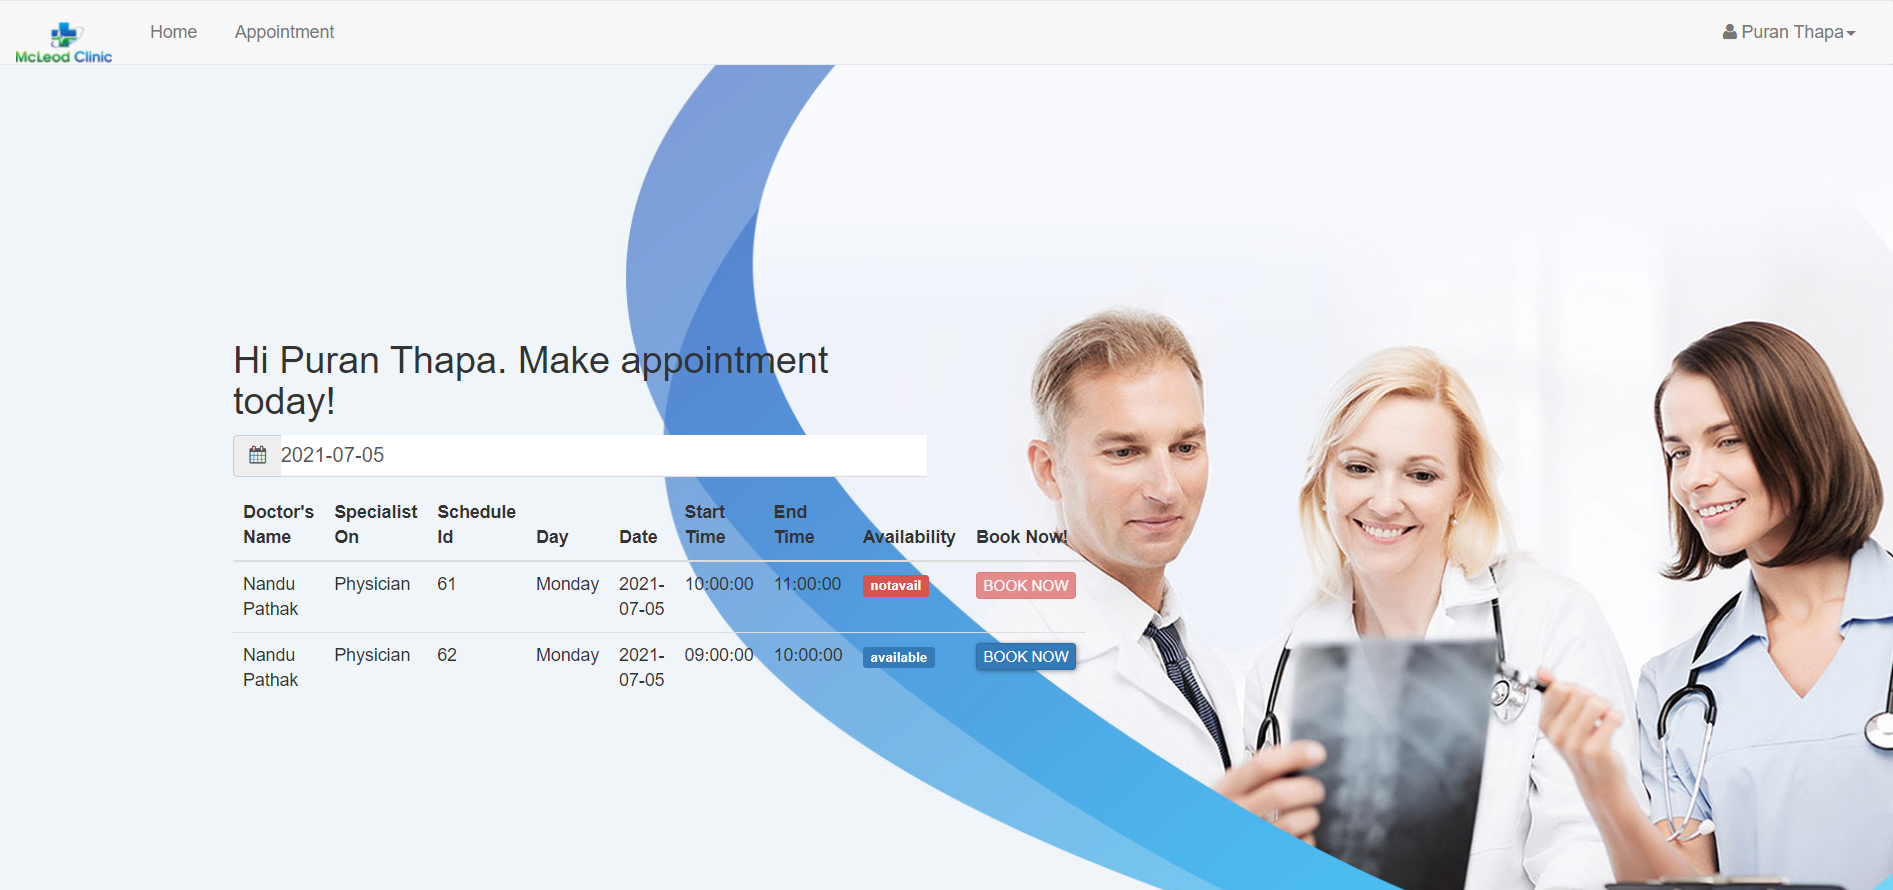 McLeod Clinic
Home Appointment Puran Thapa
Hi Puran Thapa. Make appointment
today!
2021-07-05
Doctor's Name Specialist On Schedule Id Day Date Start Time End Time Availability Book Now!
Nandu Pathak Physician 61 Monday 2021-07-05 10:00:00 11:00:00 notavail BOOK NOW
Nandu Pathak Physician 62 Monday 2021-07-05 09:00:00 10:00:00 available BOOK NOW